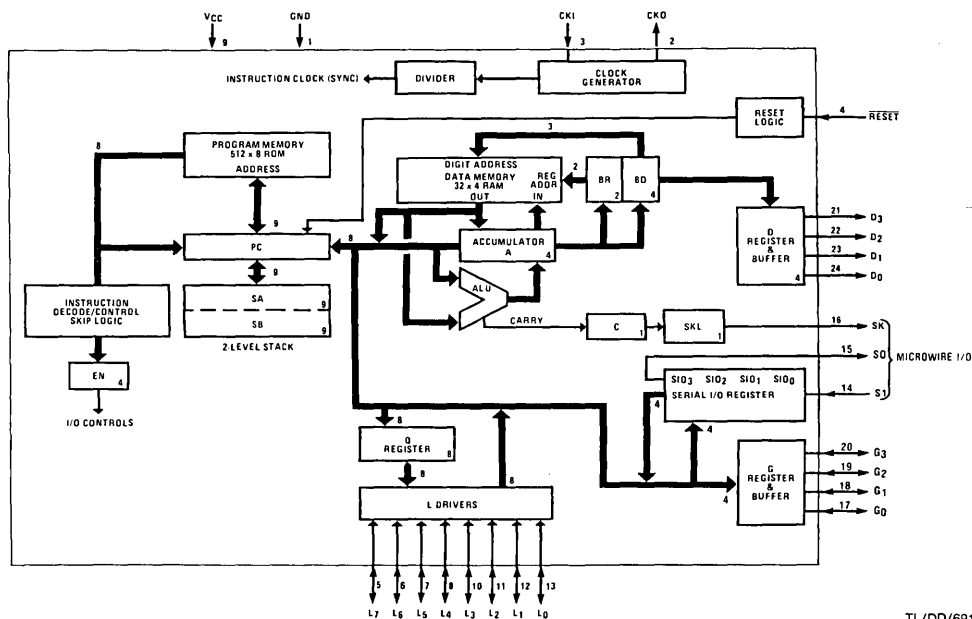 VCC GND CKI CKO
9 1 3 2
INSTRUCTION CLOCK (SYNC) DIVIDER CLOCK GENERATOR
RESET LOGIC 4 RESET
8 PROGRAM MEMORY
512 x 8 ROM
ADDRESS
3
DIGIT ADDRESS
DATA MEMORY
32 x 4 RAM
OUT
REG
ADDR
IN
2 BR 2 BD 4
9
PC 8
ACCUMULATOR
A 4
D
REGISTER
&
BUFFER
4
21 D3
22 D2
23 D1
24 D0
9
SA 9
SB 9
2-LEVEL STACK
INSTRUCTION
DECODE/CONTROL
SKIP LOGIC
ALU
CARRY C 1 SKL 1 16 SK
EN 4
I/O CONTROLS
15 SO
MICROWIRE I/O
SIO3 SIO2 SIO1 SIO0
SERIAL I/O REGISTER
14 S1
4 4
8
Q
REGISTER
8
8 8
L DRIVERS
G
REGISTER
&
BUFFER
4
20 G3
19 G2
18 G1
17 G0
5 6 7 8 10 11 12 13
L7 L6 L5 L4 L3 L2 L1 L0